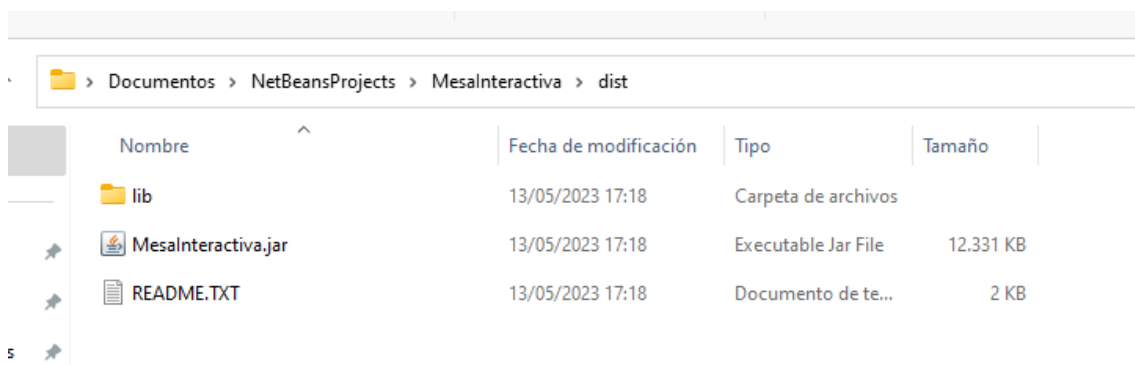 Documentos > NetBeansProjects > MesaInteractiva > dist
Nombre Fecha de modificación Tipo Tamaño
lib 13/05/2023 17:18 Carpeta de archivos
MesaInteractiva.jar 13/05/2023 17:18 Executable Jar File 12.331 KB
README.TXT 13/05/2023 17:18 Documento de te... 2 KB
s